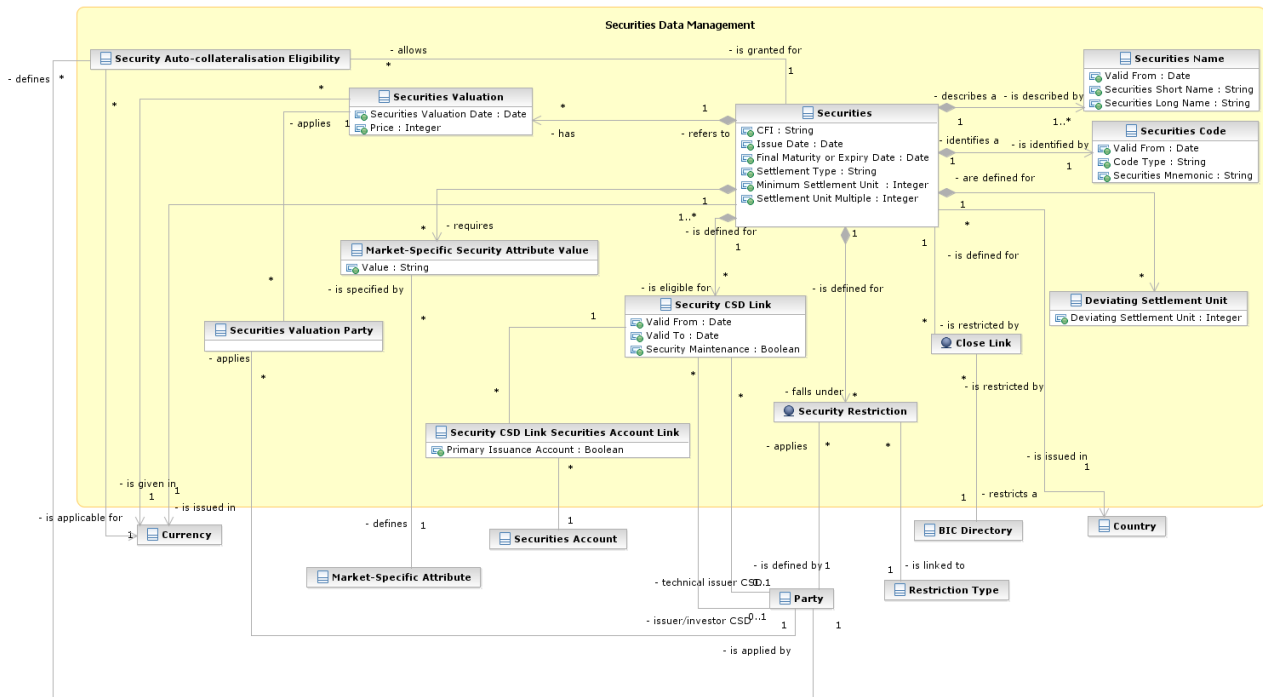 Securities Data Management
Security Auto-collateralisation Eligibility
- allows
*
- is granted for
1
- defines
*
*
*
Securities Name
Valid From : Date
Securities Short Name : String
Securities Long Name : String
Securities Valuation
Securities Valuation Date : Date
Price : Integer
- applies
1
*
- has
1
- refers to
Securities
CFI : String
Issue Date : Date
Final Maturity or Expiry Date : Date
Settlement Type : String
Minimum Settlement Unit : Integer
Settlement Unit Multiple : Integer
- describes a
- is described by
1
1..*
- identifies a
- is identified by
1
1
Securities Code
Valid From : Date
Code Type : String
Securities Mnemonic : String
- are defined for
1
1
1..*
*
- requires
- is defined for
1
1
1
*
- is defined for
Market-Specific Security Attribute Value
Value : String
- is specified by
*
*
- is eligible for
- is defined for
*
*
Security CSD Link
Valid From : Date
Valid To : Date
Security Maintenance : Boolean
Deviating Settlement Unit
Deviating Settlement Unit : Integer
Securities Valuation Party
- applies
*
1
*
*
- is restricted by
Close Link
*
- is restricted by
*
*
*
- falls under
*
Security Restriction
- applies
*
*
Security CSD Link Securities Account Link
Primary Issuance Account : Boolean
*
- is issued in
1
- is given in
1
1
- is issued in
1
- restricts a
- is applicable for
1
Currency
- defines
1
1
Securities Account
BIC Directory
Country
Market-Specific Attribute
- is defined by
1
1
- is linked to
- technical issuer CSD
0..1
Party
Restriction Type
- issuer/investor CSD
0..1
1
1
- is applied by